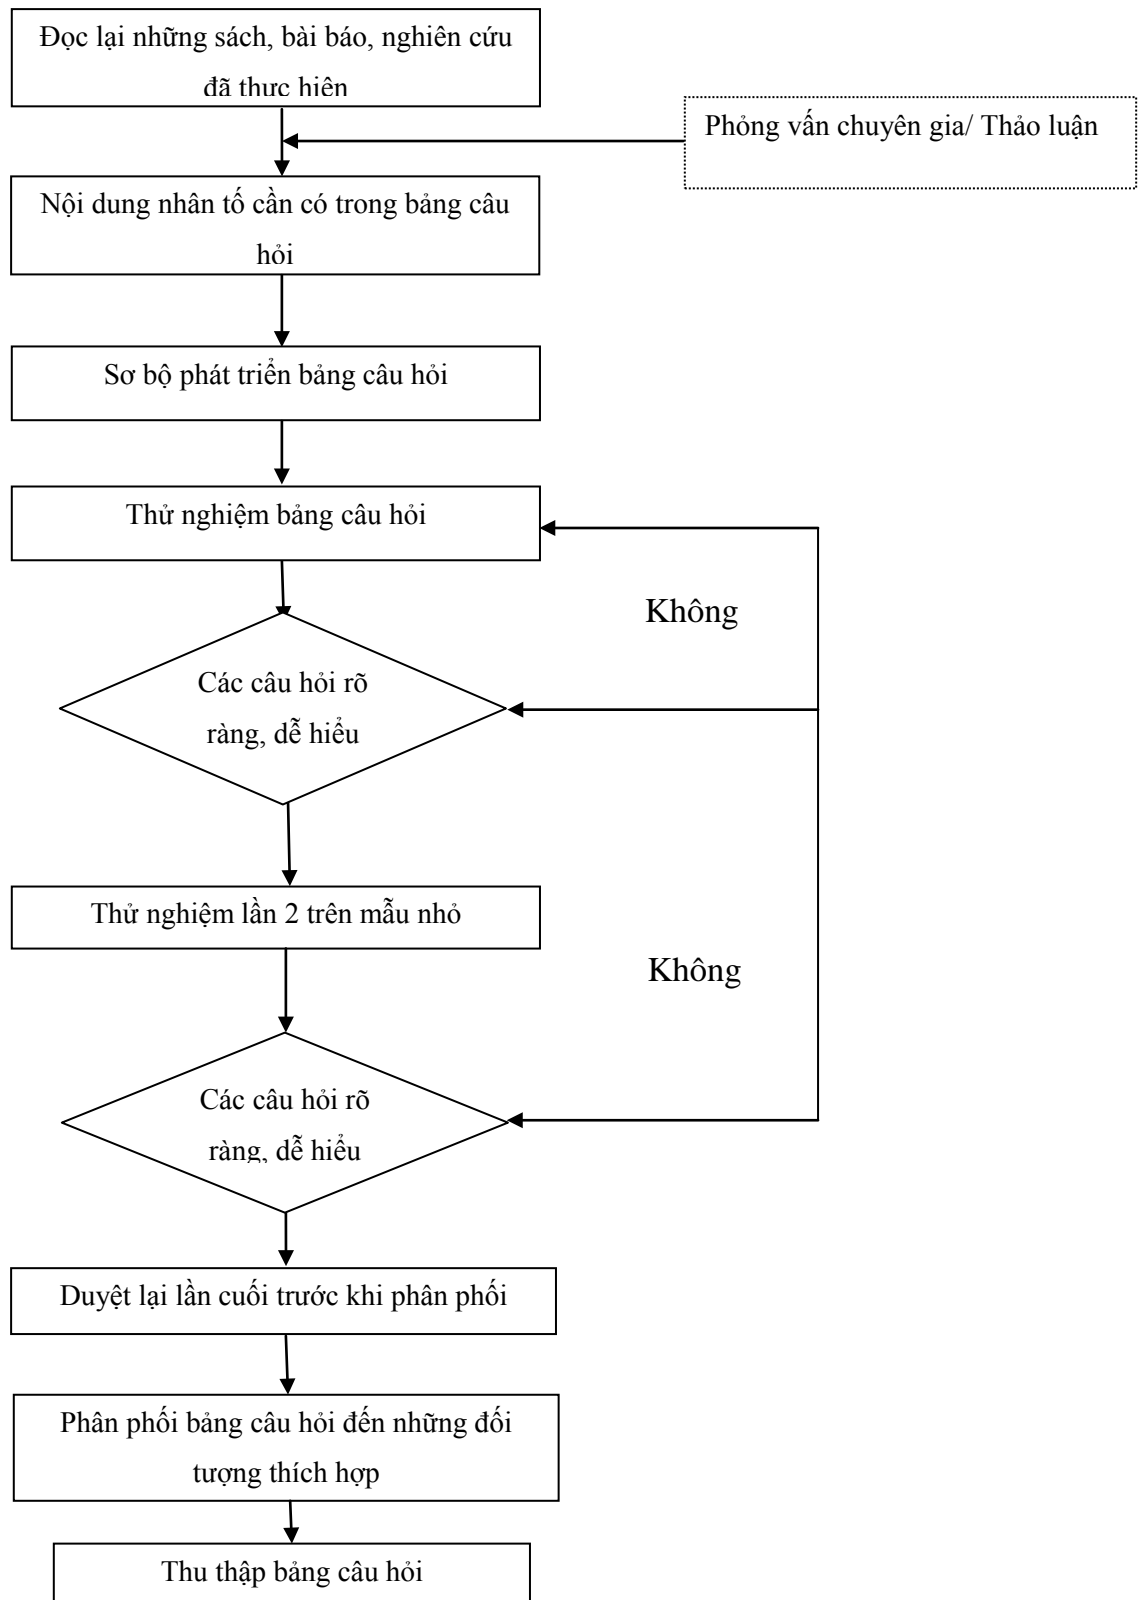 Đọc lại những sách, bài báo, nghiên cứu
đã thực hiện
Phỏng vấn chuyên gia/ Thảo luận
Nội dung nhân tố cần có trong bảng câu
hỏi
Sơ bộ phát triển bảng câu hỏi
Thử nghiệm bảng câu hỏi
Không
Các câu hỏi rõ
ràng, dễ hiểu
Thử nghiệm lần 2 trên mẫu nhỏ
Không
Các câu hỏi rõ
ràng, dễ hiểu
Duyệt lại lần cuối trước khi phân phối
Phân phối bảng câu hỏi đến những đối
tượng thích hợp
Thu thập bảng câu hỏi